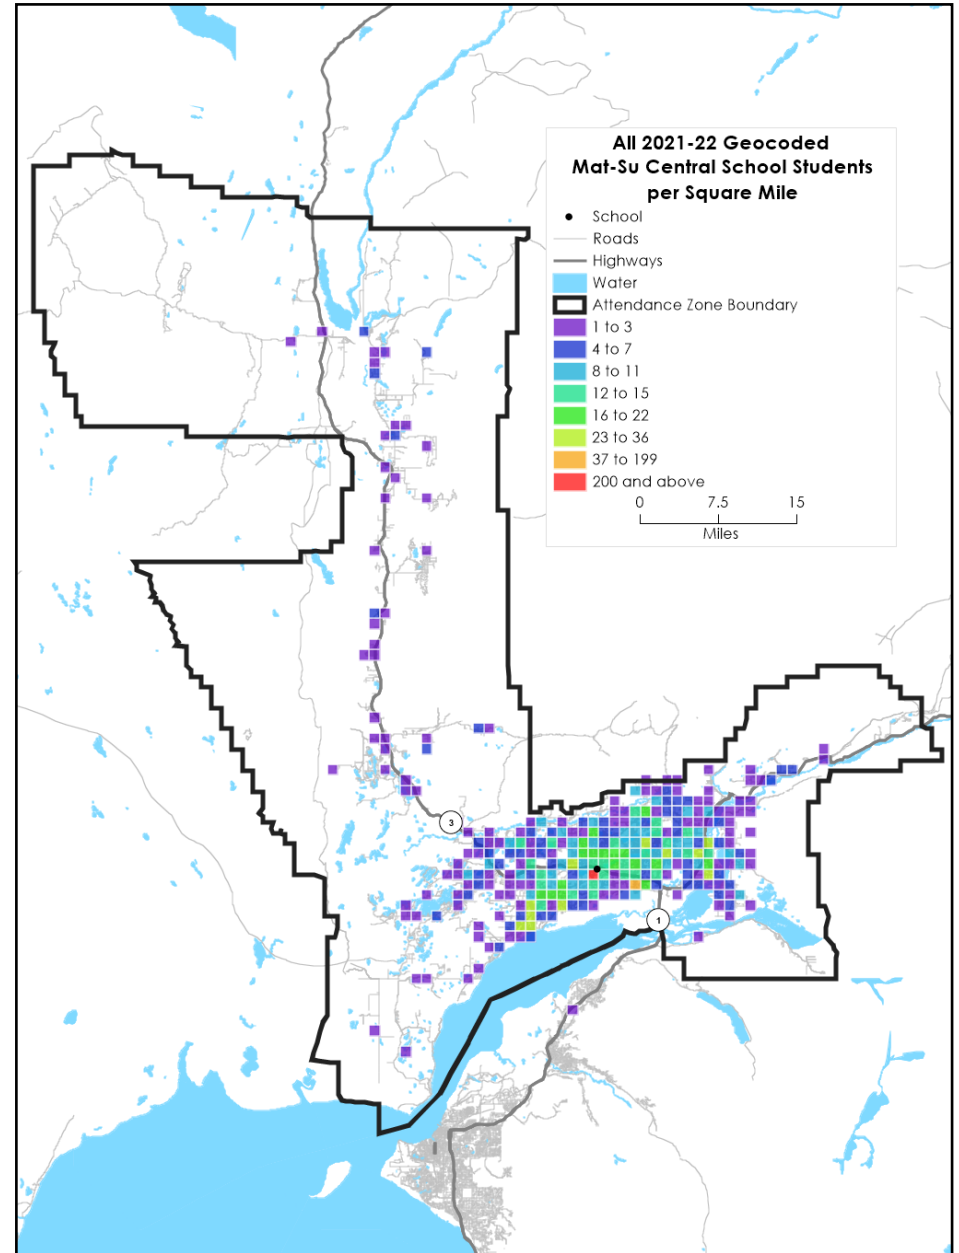 All 2021-22 Geocoded
Mat-Su Central School Students
per Square Mile
School
Roads
Highways
Water
Attendance Zone Boundary
1 to 3
4 to 7
8 to 11
12 to 15
16 to 22
23 to 36
37 to 199
200 and above
0 7.5 15
Miles
3
1